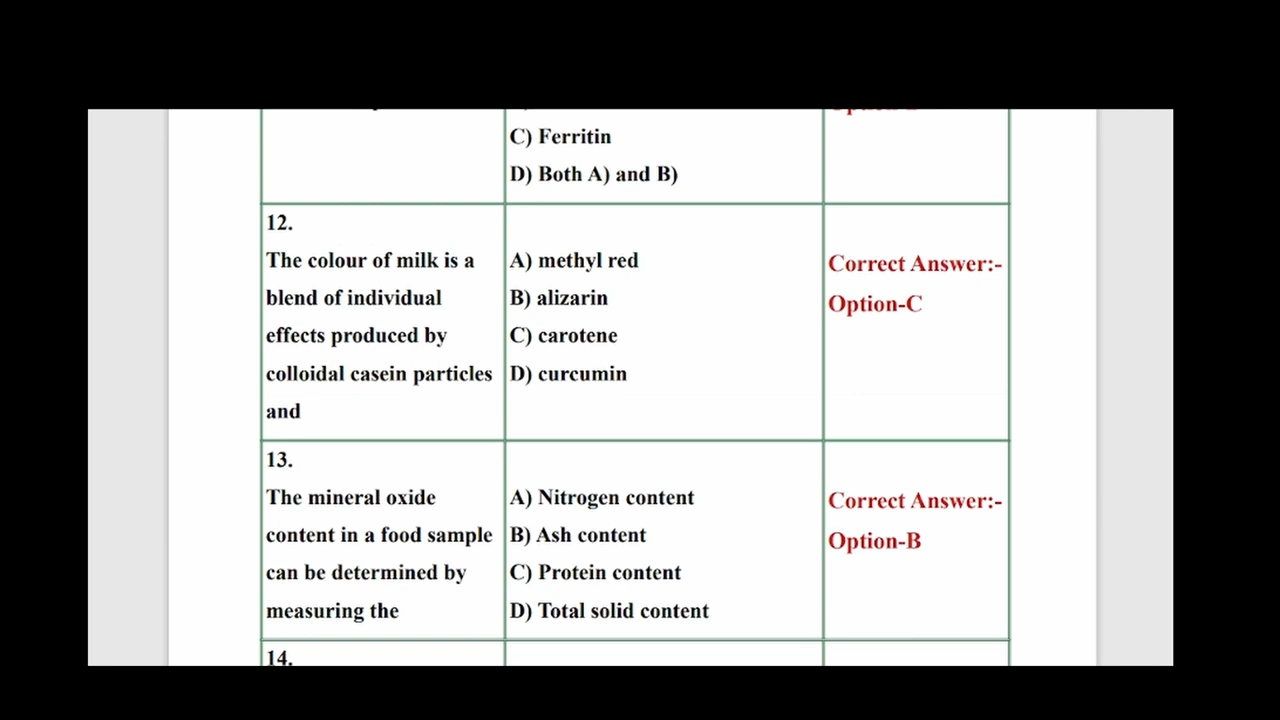 C) Ferritin
D) Both A) and B)
12.
The colour of milk is a
blend of individual
effects produced by
colloidal casein particles
and
A) methyl red
B) alizarin
C) carotene
D) curcumin
Correct Answer:-
Option-C
13.
The mineral oxide
content in a food sample
can be determined by
measuring the
A) Nitrogen content
B) Ash content
C) Protein content
D) Total solid content
Correct Answer:-
Option-B
14.